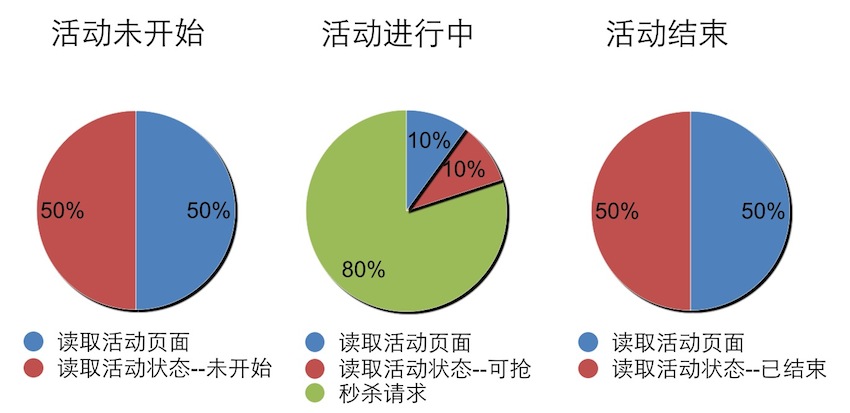 活动未开始
50%
50%
读取活动页面
读取活动状态--未开始
活动进行中
10%
10%
80%
读取活动页面
读取活动状态--可抢
秒杀请求
活动结束
50%
50%
读取活动页面
读取活动状态--已结束